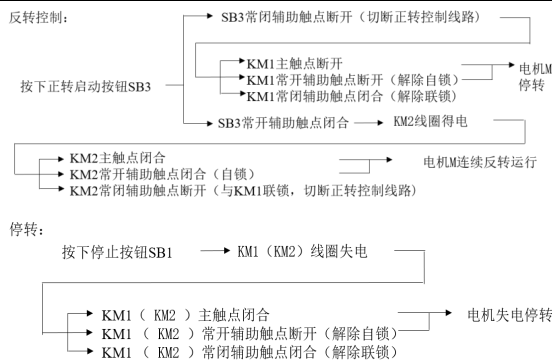 反转控制：
SB3常闭辅助触点断开（切断正转控制线路）
KM1主触点断开
KM1常开辅助触点断开（解除自锁）
KM1常闭辅助触点闭合（解除联锁)
电机M
停转
按下正转启动按钮SB3
SB3常开辅助触点闭合
KM2线圈得电
KM2主触点闭合
KM2常开辅助触点闭合（自锁）
KM2常闭辅助触点断开（与KM1联锁，切断正转控制线路)
电机M连续反转运行
停转：
按下停止按钮SB1
KM1（KM2）线圈失电
KM1（ KM2 ）主触点闭合
KM1（ KM2 ）常开辅助触点断开（解除自锁）
KM1（ KM2 ）常闭辅助触点闭合（解除联锁）
电机失电停转